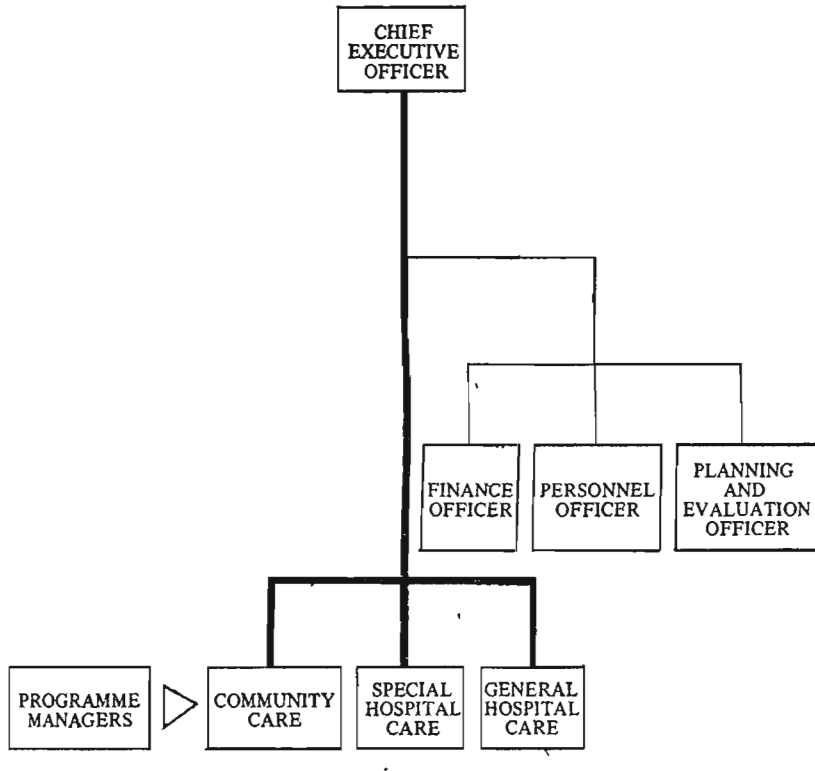 CHIEF
EXECUTIVE
OFFICER
FINANCE
OFFICER
PERSONNEL
OFFICER
PLANNING
AND
EVALUATION
OFFICER
PROGRAMME
MANAGERS
COMMUNITY
CARE
SPECIAL
HOSPITAL
CARE
GENERAL
HOSPITAL
CARE